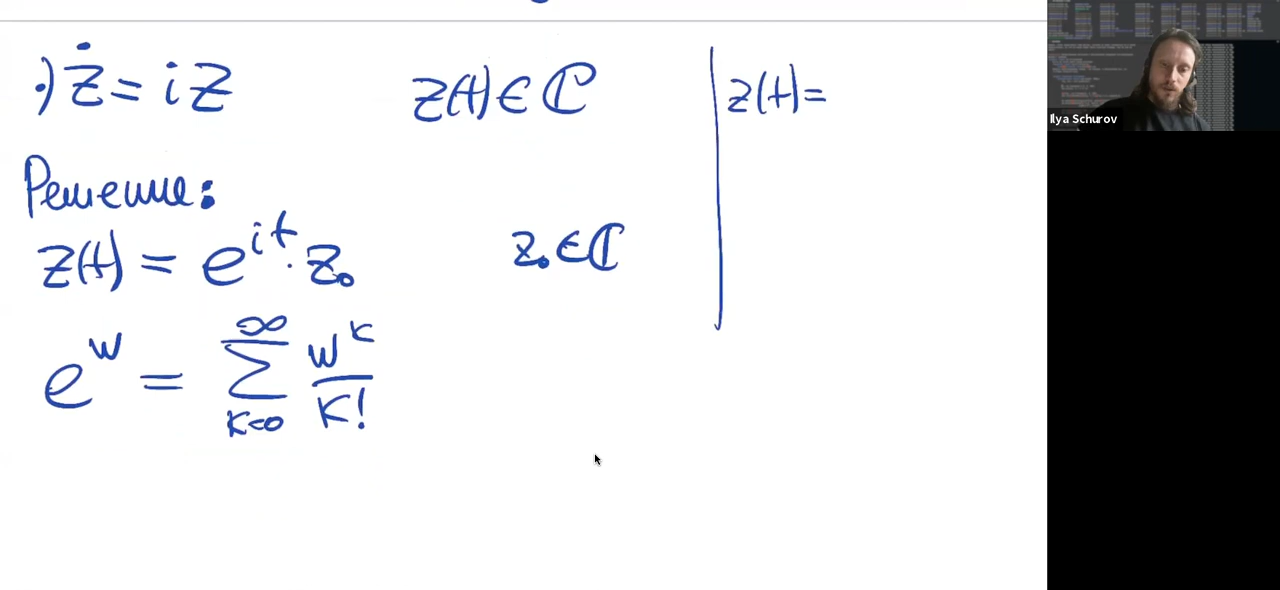 ·) ż = iz    z(t) ∈ ℂ    | z(t) =
Решение:
z(t) = e^{it} · z₀    z₀ ∈ ℂ
e^w = ∑_{k=0}^{∞} w^k / k!
Ilya Schurov